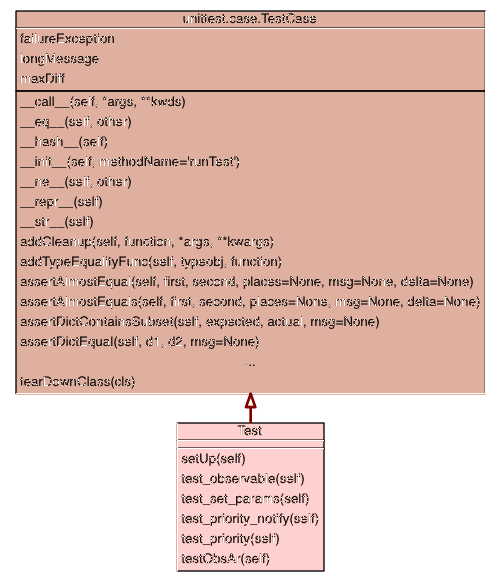 unittest.case.TestCase
failureException
longMessage
maxDiff
__call__(self, *args, **kwds)
__eq__(self, other)
__hash__(self)
__init__(self, methodName='runTest')
__ne__(self, other)
__repr__(self)
__str__(self)
addCleanup(self, function, *args, **kwargs)
addTypeEqualityFunc(self, typeobj, function)
assertAlmostEqual(self, first, second, places=None, msg=None, delta=None)
assertAlmostEquals(self, first, second, places=None, msg=None, delta=None)
assertDictContainsSubset(self, expected, actual, msg=None)
assertDictEqual(self, d1, d2, msg=None)
...
tearDownClass(cls)
Test
setUp(self)
test_observable(self)
test_set_params(self)
test_priority_notify(self)
test_priority(self)
testObsAr(self)